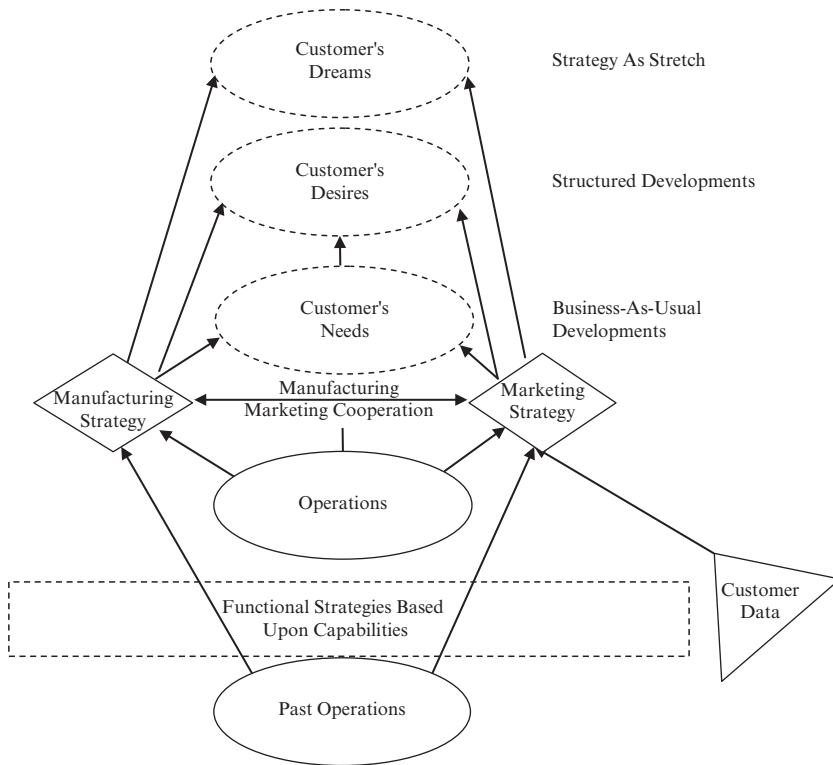 Customer's
Dreams
Strategy As Stretch
Customer's
Desires
Structured Developments
Customer's
Needs
Business-As-Usual
Developments
Manufacturing
Strategy
Manufacturing
Marketing Cooperation
Marketing
Strategy
Operations
Functional Strategies Based
Upon Capabilities
Customer
Data
Past Operations